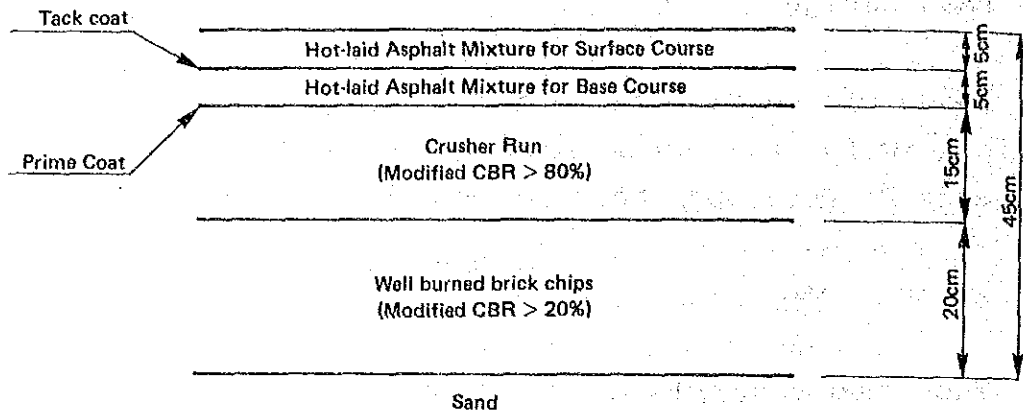 Tack coat
Hot-laid Asphalt Mixture for Surface Course
5cm
Hot-laid Asphalt Mixture for Base Course
5cm
Prime Coat
Crusher Run
(Modified CBR > 80%)
15cm
45cm
Well burned brick chips
(Modified CBR > 20%)
20cm
Sand